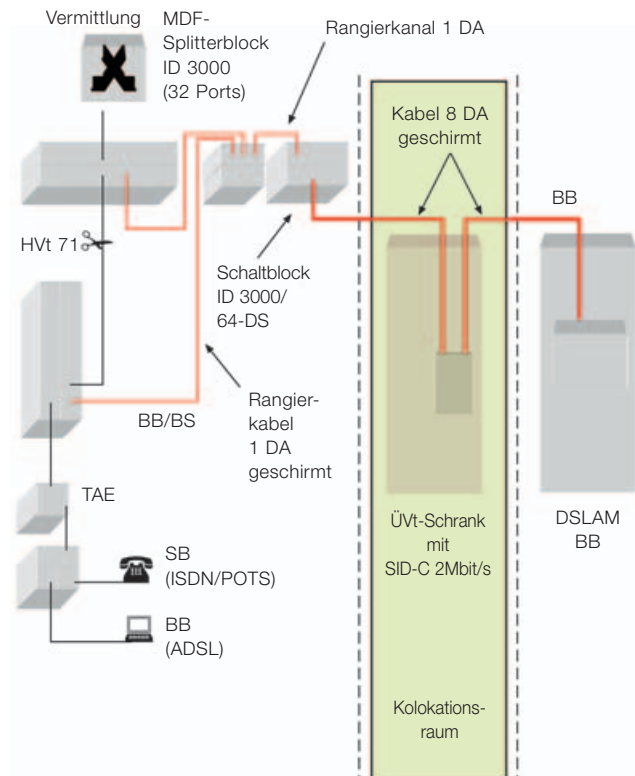 Vermittlung
MDF-
Splitterblock
ID 3000
(32 Ports)
Rangierkanal 1 DA
Kabel 8 DA
geschirmt
BB
HVt 71
Schaltblock
ID 3000/
64-DS
BB/BS
Rangier-
kabel
1 DA
geschirmt
TAE
SB
(ISDN/POTS)
BB
(ADSL)
ÜVt-Schrank
mit
SID-C 2Mbit/s
DSLAM
BB
Kolokations-
raum